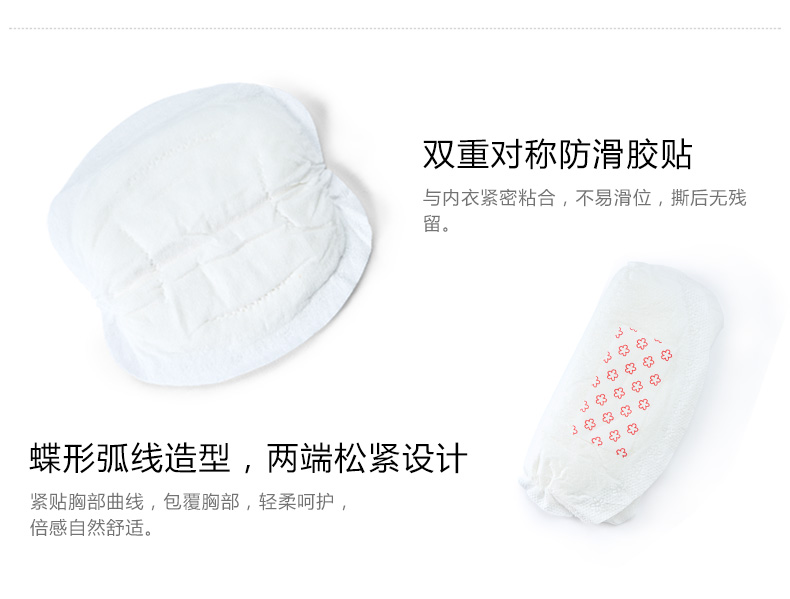 双重对称防滑胶贴
与内衣紧密粘合，不易滑位，撕后无残
留。
蝶形弧线造型，两端松紧设计
紧贴胸部曲线，包覆胸部，轻柔呵护，
倍感自然舒适。